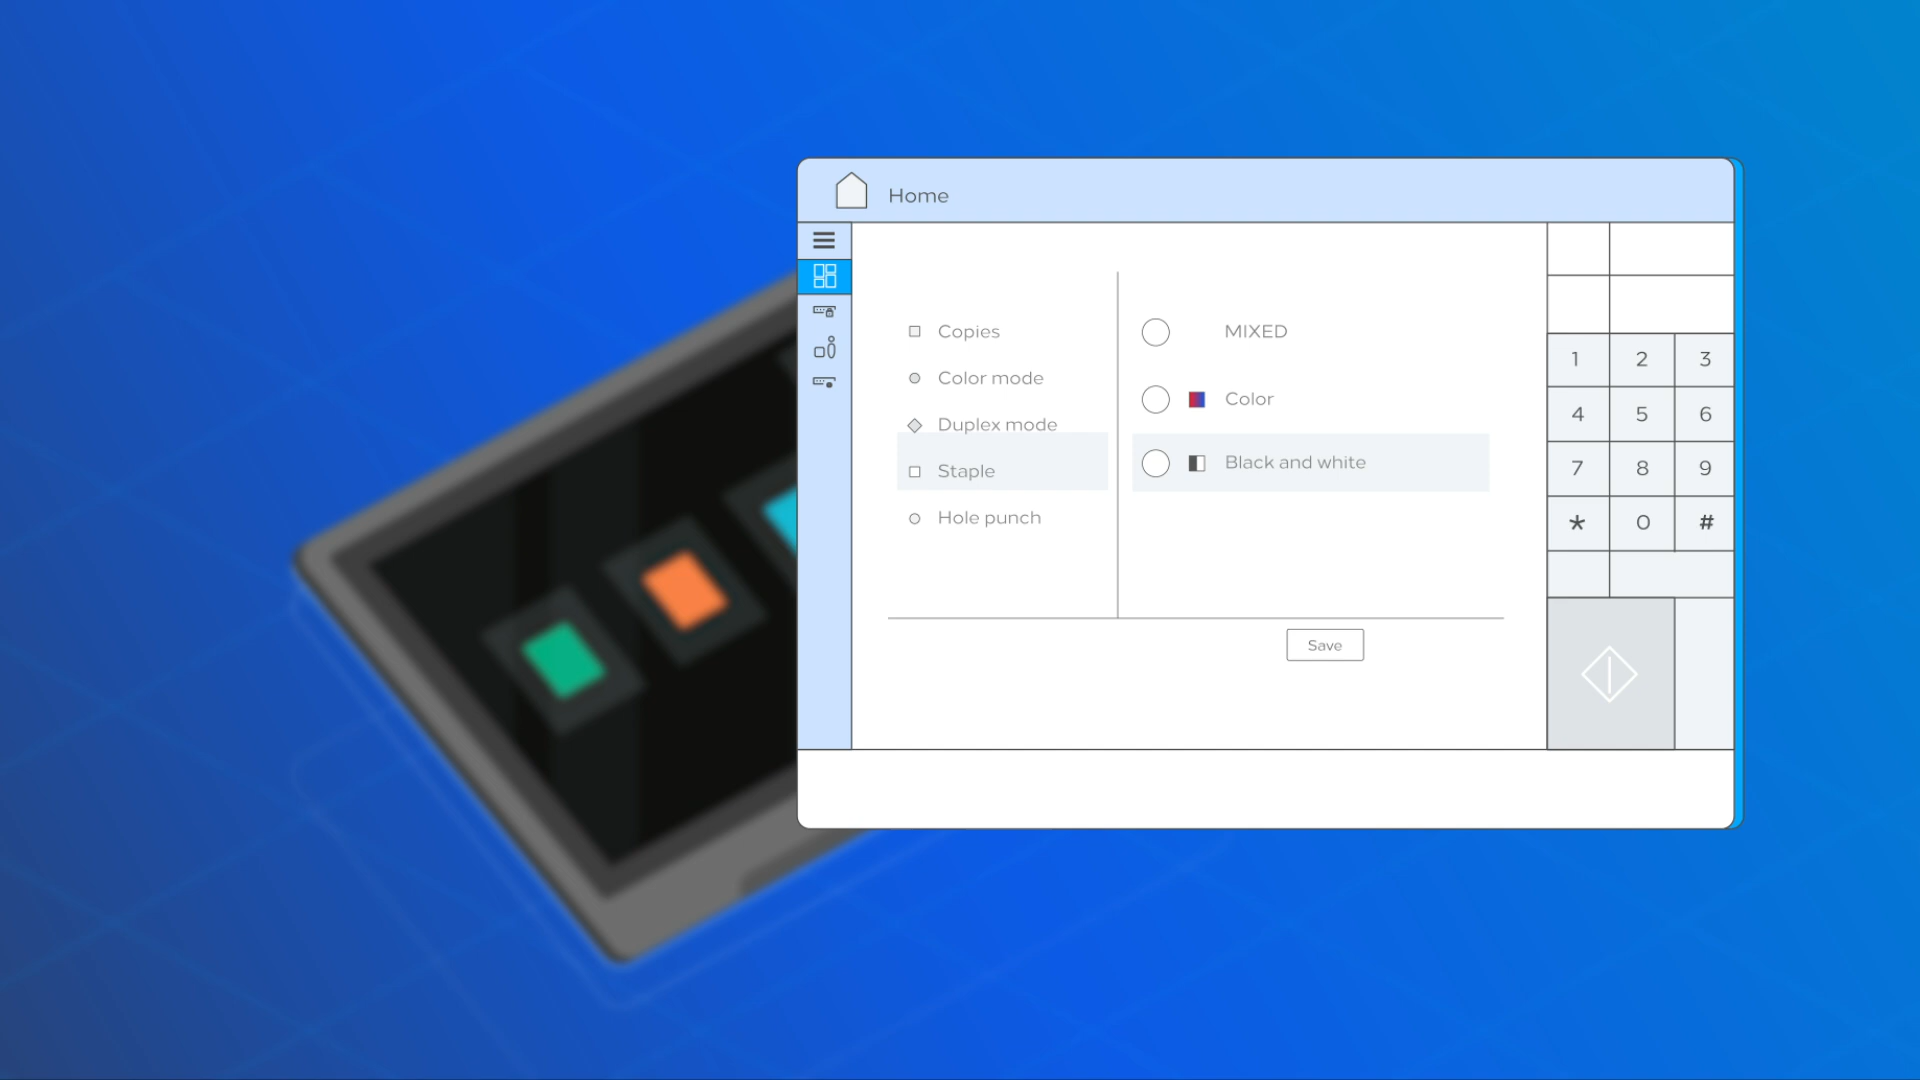 Home
Copies
Color mode
Duplex mode
Staple
Hole punch
MIXED
Color
Black and white
Save
1 2 3
4 5 6
7 8 9
* 0 #